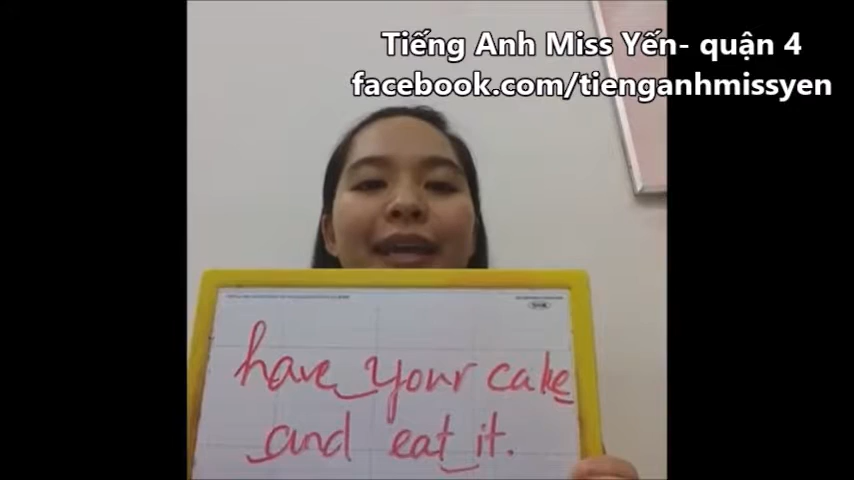 Tiếng Anh Miss Yến- quận 4
facebook.com/tienganhmissyen
have your cake
and eat it.